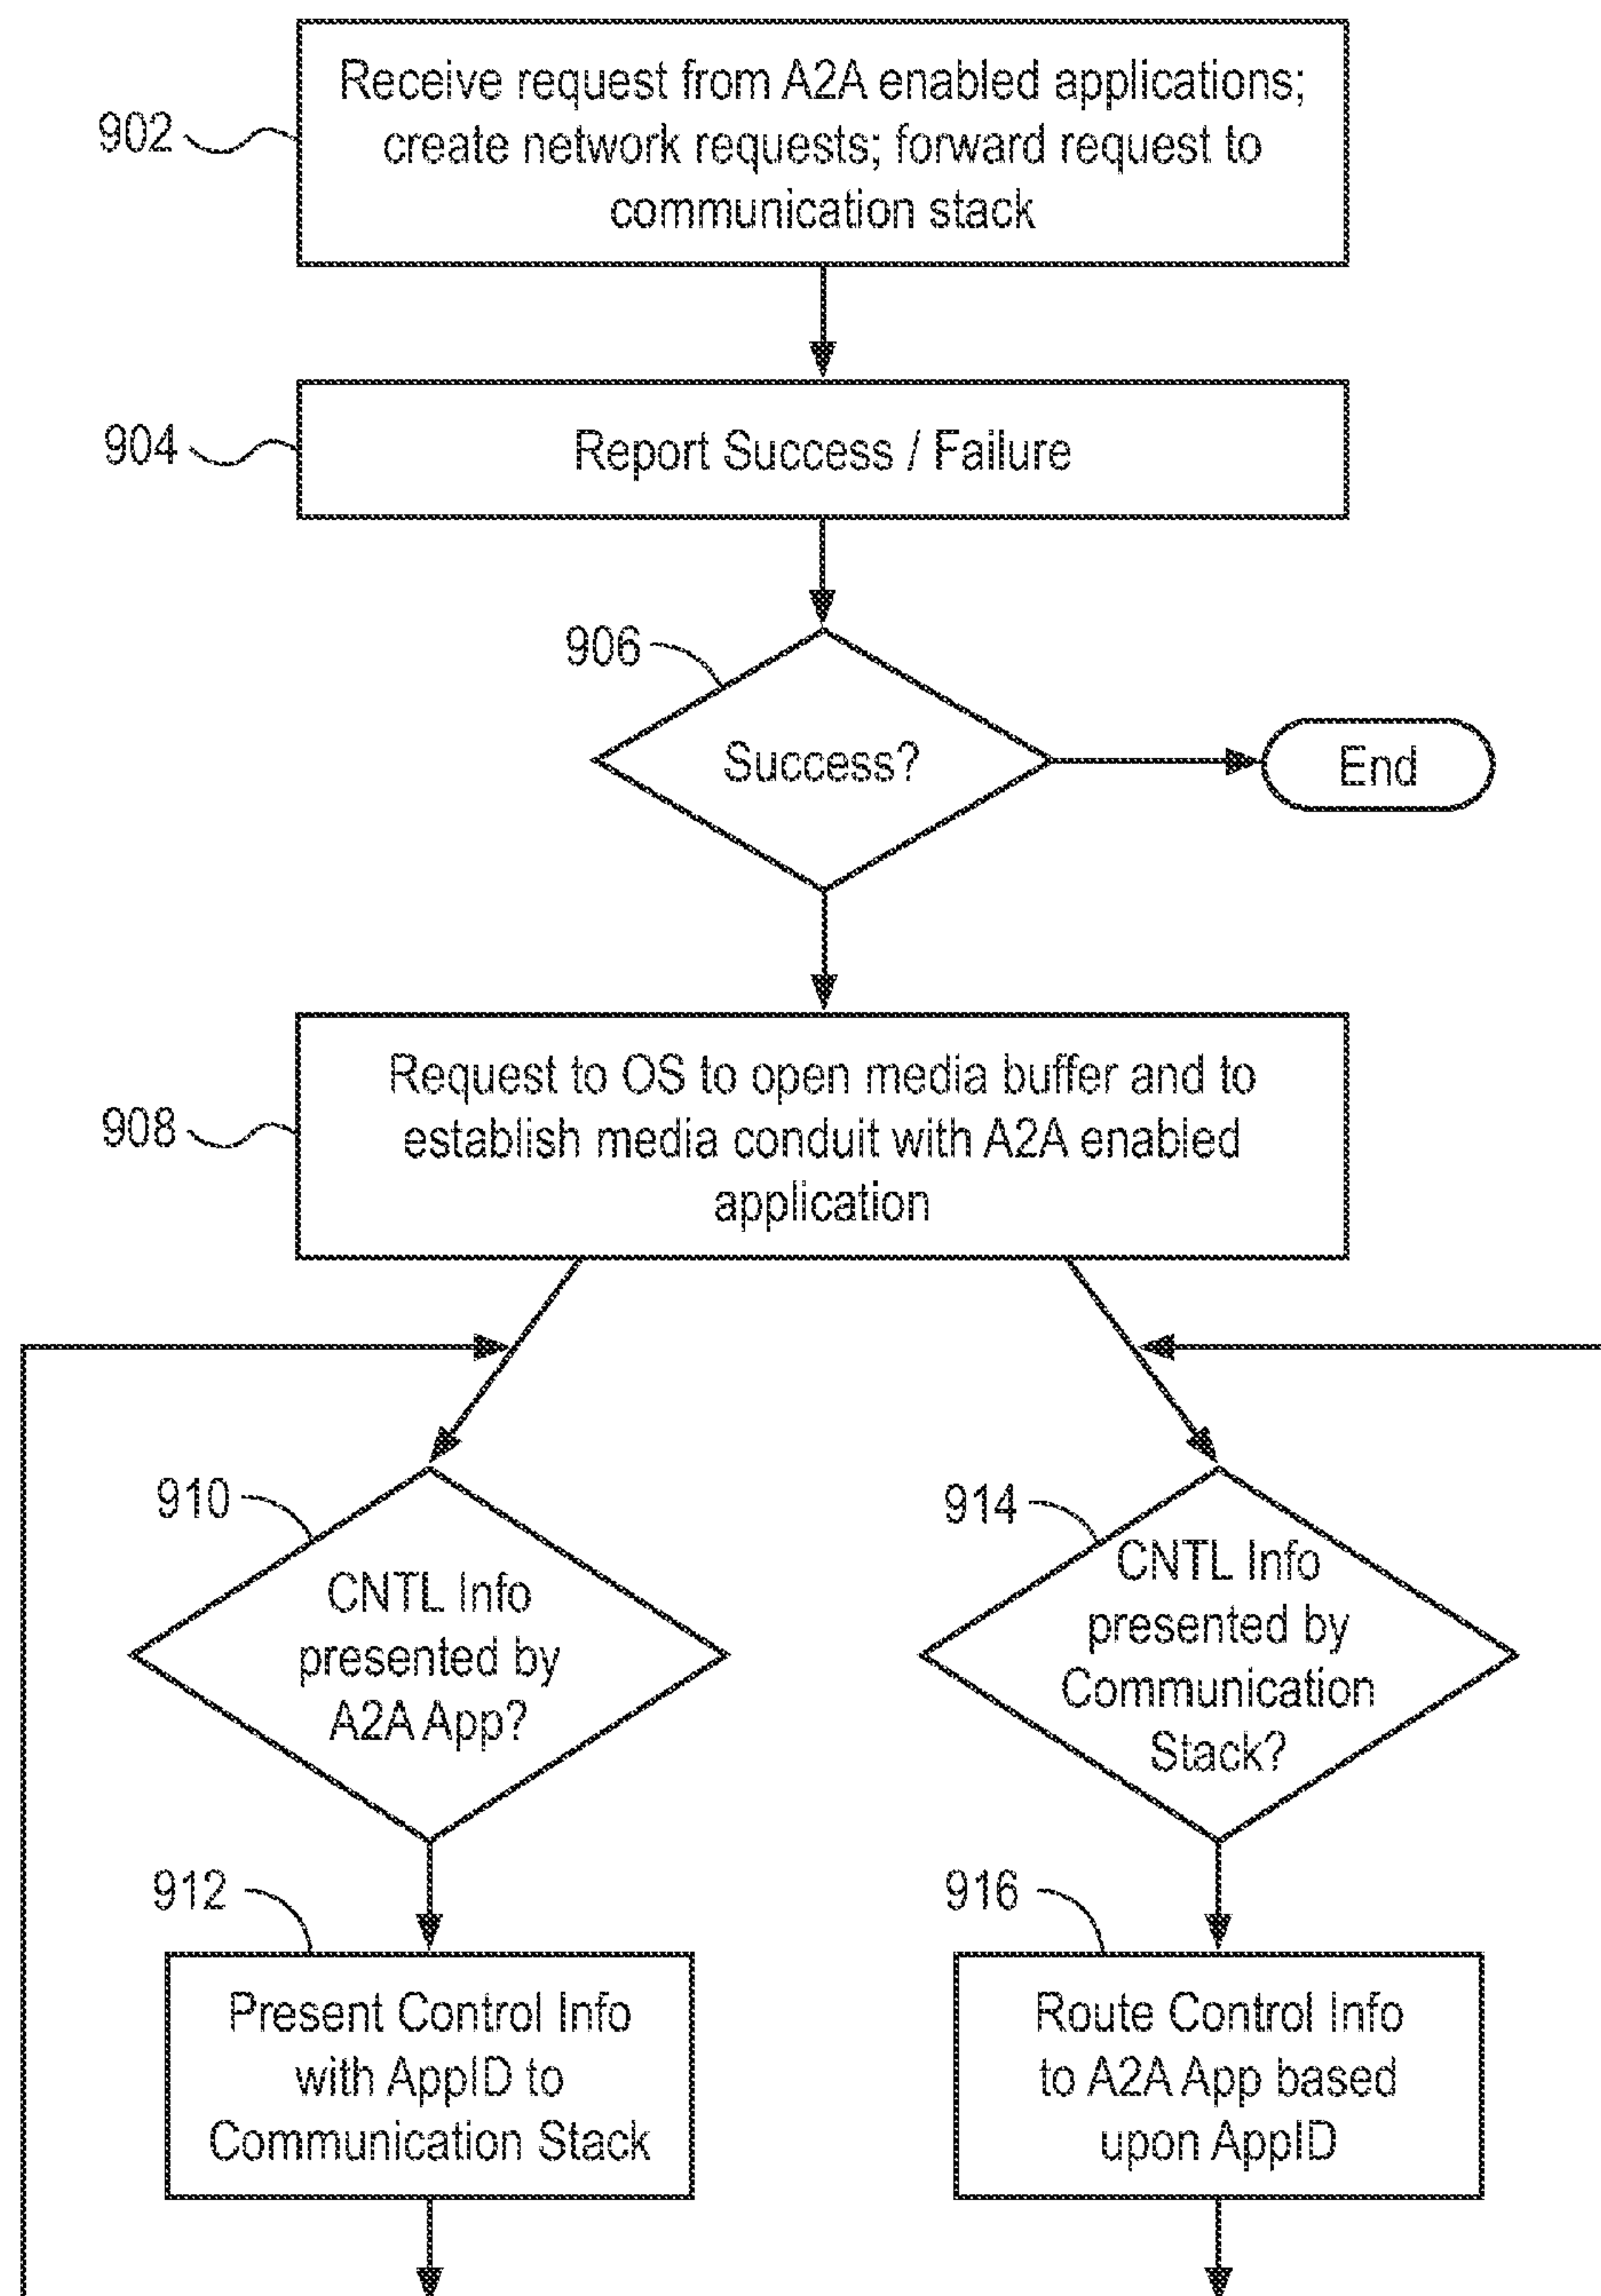 902
Receive request from A2A enabled applications;
create network requests; forward request to
communication stack
904
Report Success / Failure
906
Success?
End
908
Request to OS to open media buffer and to
establish media conduit with A2A enabled
application
910
CNTL Info
presented by
A2A App?
914
CNTL Info
presented by
Communication
Stack?
912
Present Control Info
with AppID to
Communication Stack
916
Route Control Info
to A2A App based
upon AppID